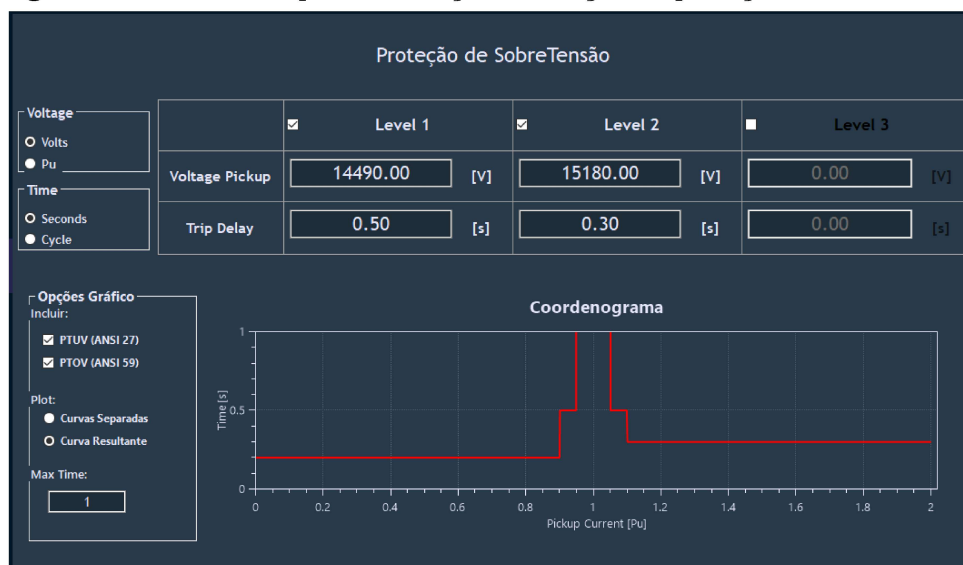 Proteção de SobreTensão
Voltage
Volts
Pu
Time
Seconds
Cycle
Level 1 Level 2 Level 3
Voltage Pickup 14490.00 [V] 15180.00 [V] 0.00 [V]
Trip Delay 0.50 [s] 0.30 [s] 0.00 [s]
Opções Gráfico
Incluir:
PTUV (ANSI 27)
PTOV (ANSI 59)
Plot:
Curvas Separadas
Curva Resultante
Max Time:
1
Coordenograma
Time [s]
1
0.5
0
0 0.2 0.4 0.6 0.8 1 1.2 1.4 1.6 1.8 2
Pickup Current [Pu]